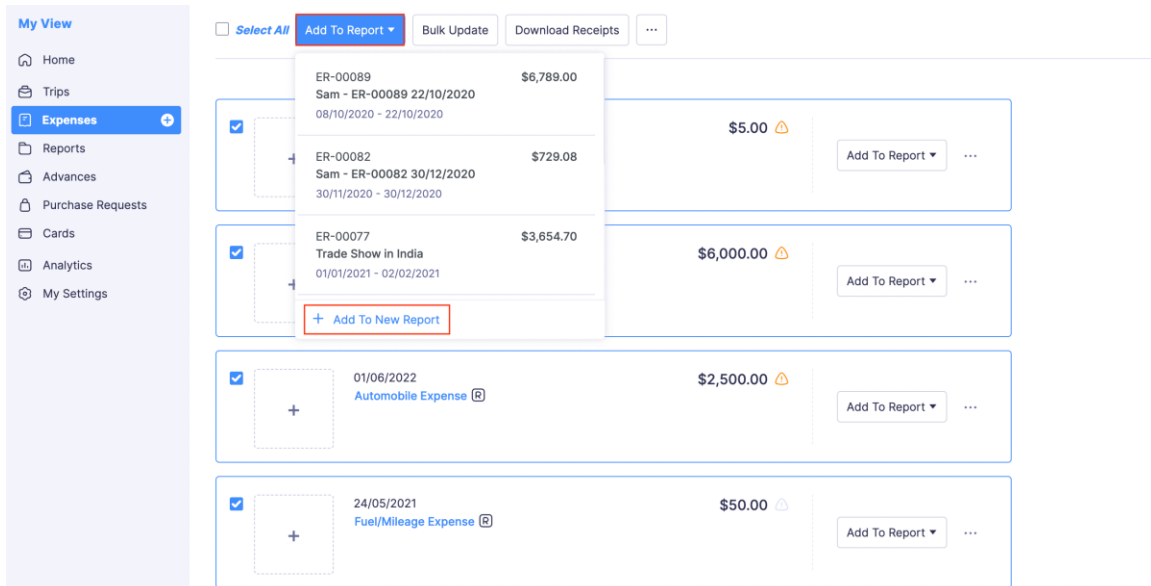 My View
Home
Trips
Expenses
Reports
Advances
Purchase Requests
Cards
Analytics
My Settings
Select All Add To Report Bulk Update Download Receipts ...
ER-00089 $6,789.00
Sam - ER-00089 22/10/2020
08/10/2020 - 22/10/2020
ER-00082 $729.08
Sam - ER-00082 30/12/2020
30/11/2020 - 30/12/2020
ER-00077 $3,654.70
Trade Show in India
01/01/2021 - 02/02/2021
+ Add To New Report
$5.00
Add To Report ...
$6,000.00
Add To Report ...
01/06/2022 $2,500.00
Automobile Expense R
+
Add To Report ...
24/05/2021 $50.00
Fuel/Mileage Expense R
+
Add To Report ...